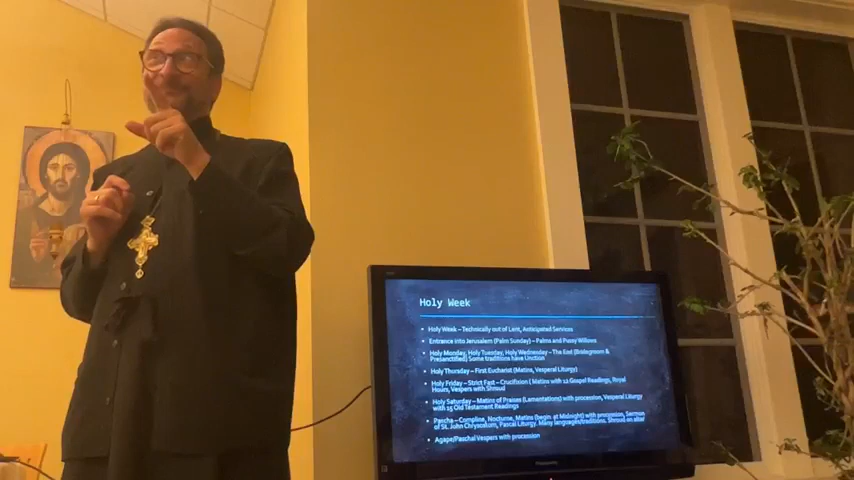 Holy Week
Holy Week – Technically out of Lent, Anticipated Services
Entrance into Jerusalem (Palm Sunday) – Palms and Pussy Willows
Holy Monday, Holy Tuesday, Holy Wednesday – The End (Bridegroom &
Presanctified) Some traditions have Unction
Holy Thursday – First Eucharist (Matins, Vesperal Liturgy)
Holy Friday – Strict Fast – Crucifixion ( Matins with 12 Gospel Readings, Royal
Hours, Vespers with Shroud
Holy Saturday – Matins of Praises (Lamentations) with procession, Vesperal Liturgy
with 15 Old Testament Readings
Pascha – Compline, Nocturns, Matins (begin at Midnight) with procession, Sermon
of St. John Chrysostom, Pascal Liturgy. Many languages/traditions. Shroud on altar
Agape/Paschal Vespers with procession
Panasonic